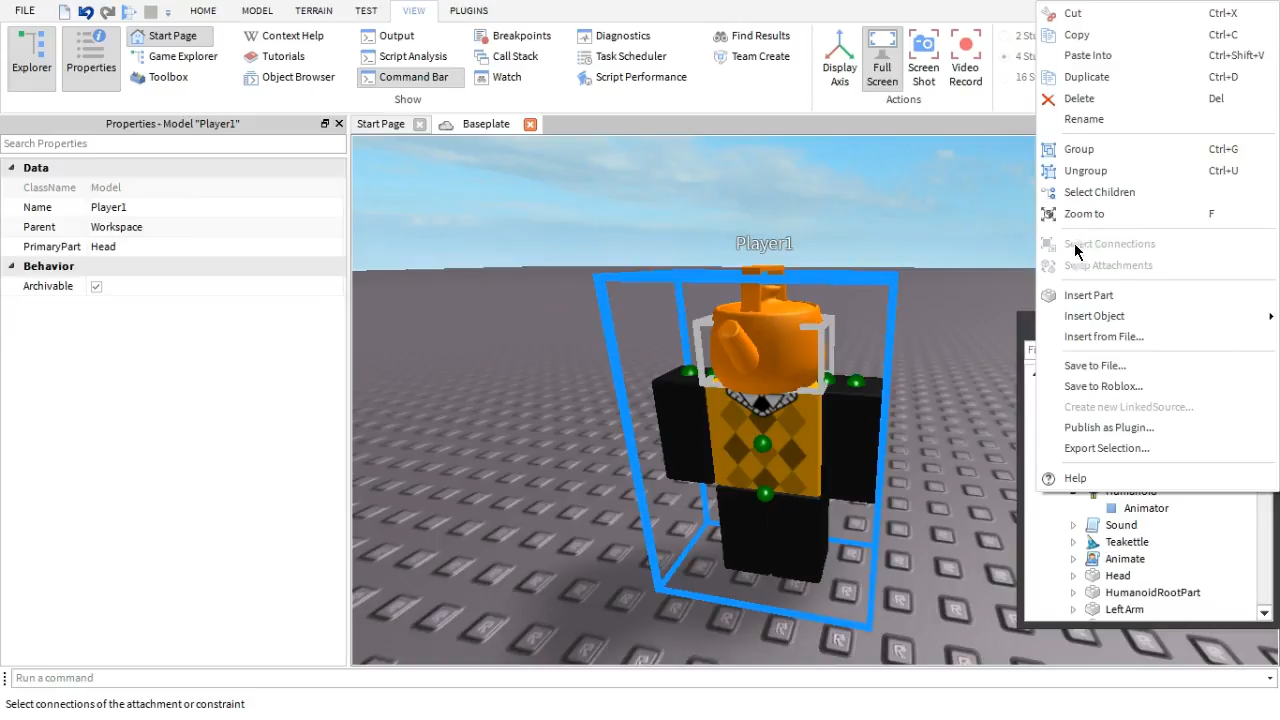 FILE HOME MODEL TERRAIN TEST VIEW PLUGINS
Explorer
Properties
Start Page
Game Explorer
Toolbox
Context Help
Tutorials
Object Browser
Output
Script Analysis
Command Bar
Breakpoints
Call Stack
Watch
Diagnostics
Task Scheduler
Script Performance
Find Results
Team Create
Show
Display Axis
Full Screen
Screen Shot
Video Record
Actions
2 Stu
4 Stu
16 S
Properties - Model "Player1"
Search Properties
Data
ClassName Model
Name Player1
Parent Workspace
PrimaryPart Head
Behavior
Archivable
Start Page
Baseplate
Player1
Cut Ctrl+X
Copy Ctrl+C
Paste Into Ctrl+Shift+V
Duplicate Ctrl+D
Delete Del
Rename
Group Ctrl+G
Ungroup Ctrl+U
Select Children
Zoom to F
Select Connections
Swap Attachments
Insert Part
Insert Object
Insert from File...
Save to File...
Save to Roblox...
Create new LinkedSource...
Publish as Plugin...
Export Selection...
Help
Humanoid
Animator
Sound
Teakettle
Animate
Head
HumanoidRootPart
Left Arm
Run a command
Select connections of the attachment or constraint